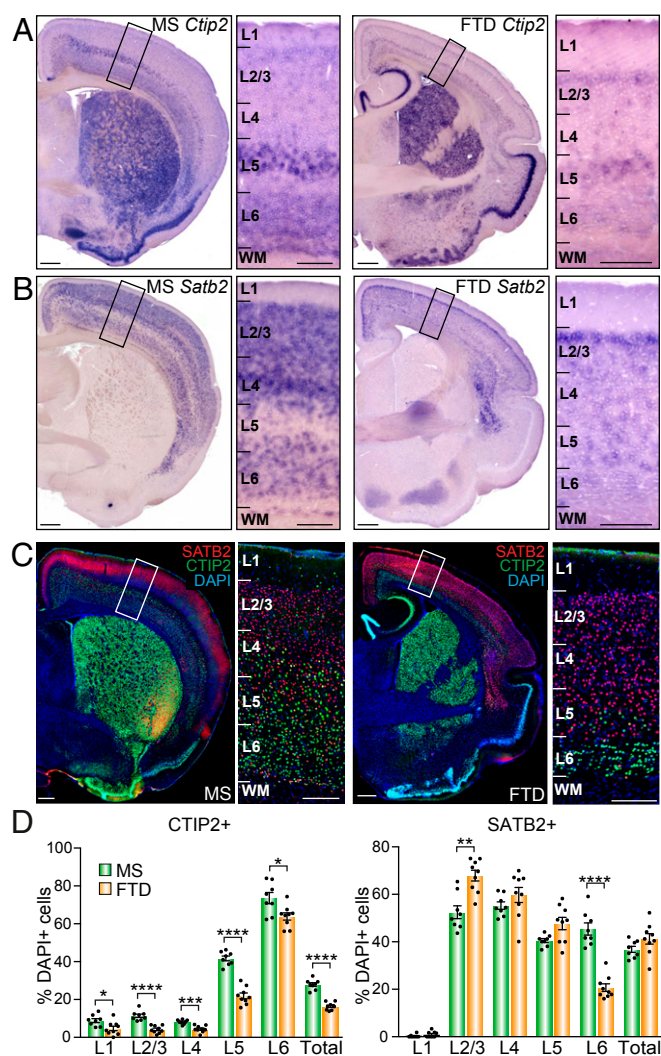 A
MS Ctip2
L1
L2/3
L4
L5
L6
WM
FTD Ctip2
L1
L2/3
L4
L5
L6
WM
B
MS Satb2
L1
L2/3
L4
L5
L6
WM
FTD Satb2
L1
L2/3
L4
L5
L6
WM
C
SATB2
CTIP2
DAPI
MS
L1
L2/3
L4
L5
L6
WM
SATB2
CTIP2
DAPI
FTD
L1
L2/3
L4
L5
L6
WM
D
CTIP2+
% DAPI+ cells
100
80
60
40
20
0
MS
FTD
*
****
***
****
*
****
L1 L2/3 L4 L5 L6 Total
SATB2+
% DAPI+ cells
80
60
40
20
0
**
****
L1 L2/3 L4 L5 L6 Total